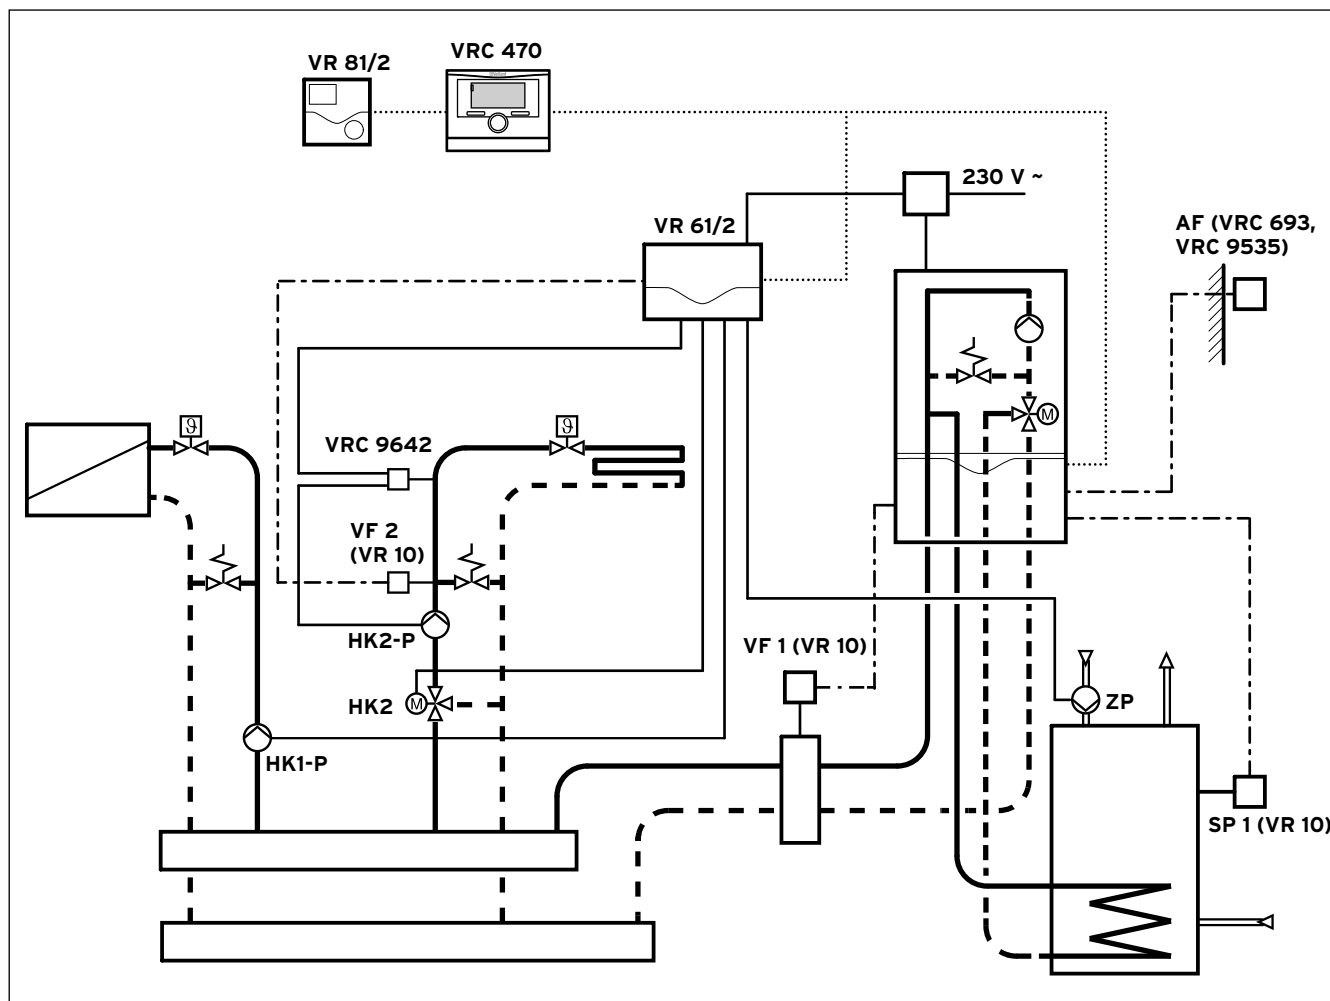 VRC 470
VR 81/2
230 V ~
VR 61/2
AF (VRC 693,
VRC 9535)
M
ϑ
ϑ
VRC 9642
VF 2
(VR 10)
HK2-P
VF 1 (VR 10)
HK2
M
ZP
HK1-P
SP 1 (VR 10)